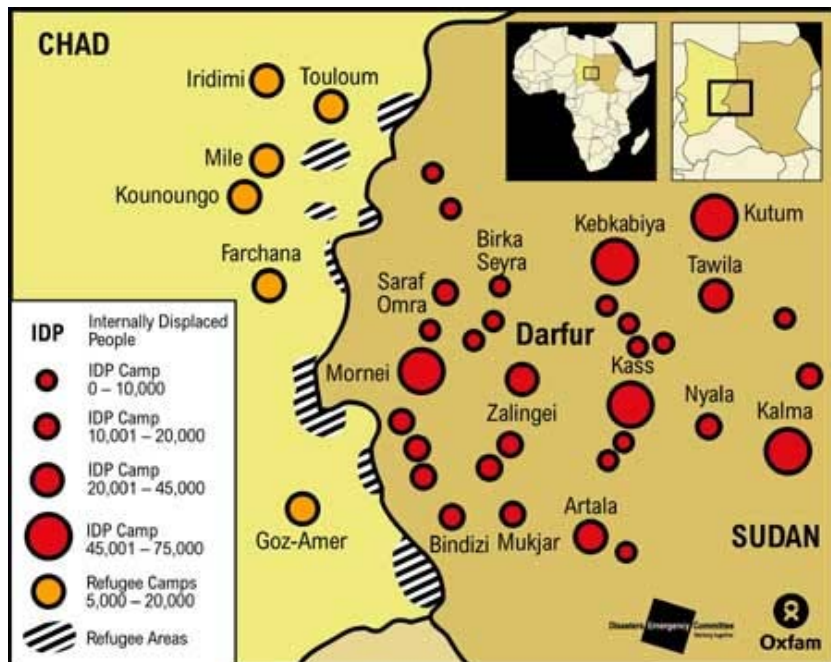 CHAD
Iridimi
Touloum
Mile
Kounoungo
Farchana
Goz-Amer
Kutum
Kebkabiya
Tawila
Birka
Seyra
Saraf
Omra
Darfur
Mornei
Kass
Zalingei
Nyala
Kalma
Bindizi
Mukjar
Artala
SUDAN
IDP
Internally Displaced
People
IDP Camp
0 – 10,000
IDP Camp
10,001 – 20,000
IDP Camp
20,001 – 45,000
IDP Camp
45,001 – 75,000
Refugee Camps
5,000 – 20,000
Refugee Areas
Disasters Emergency Committee
Oxfam